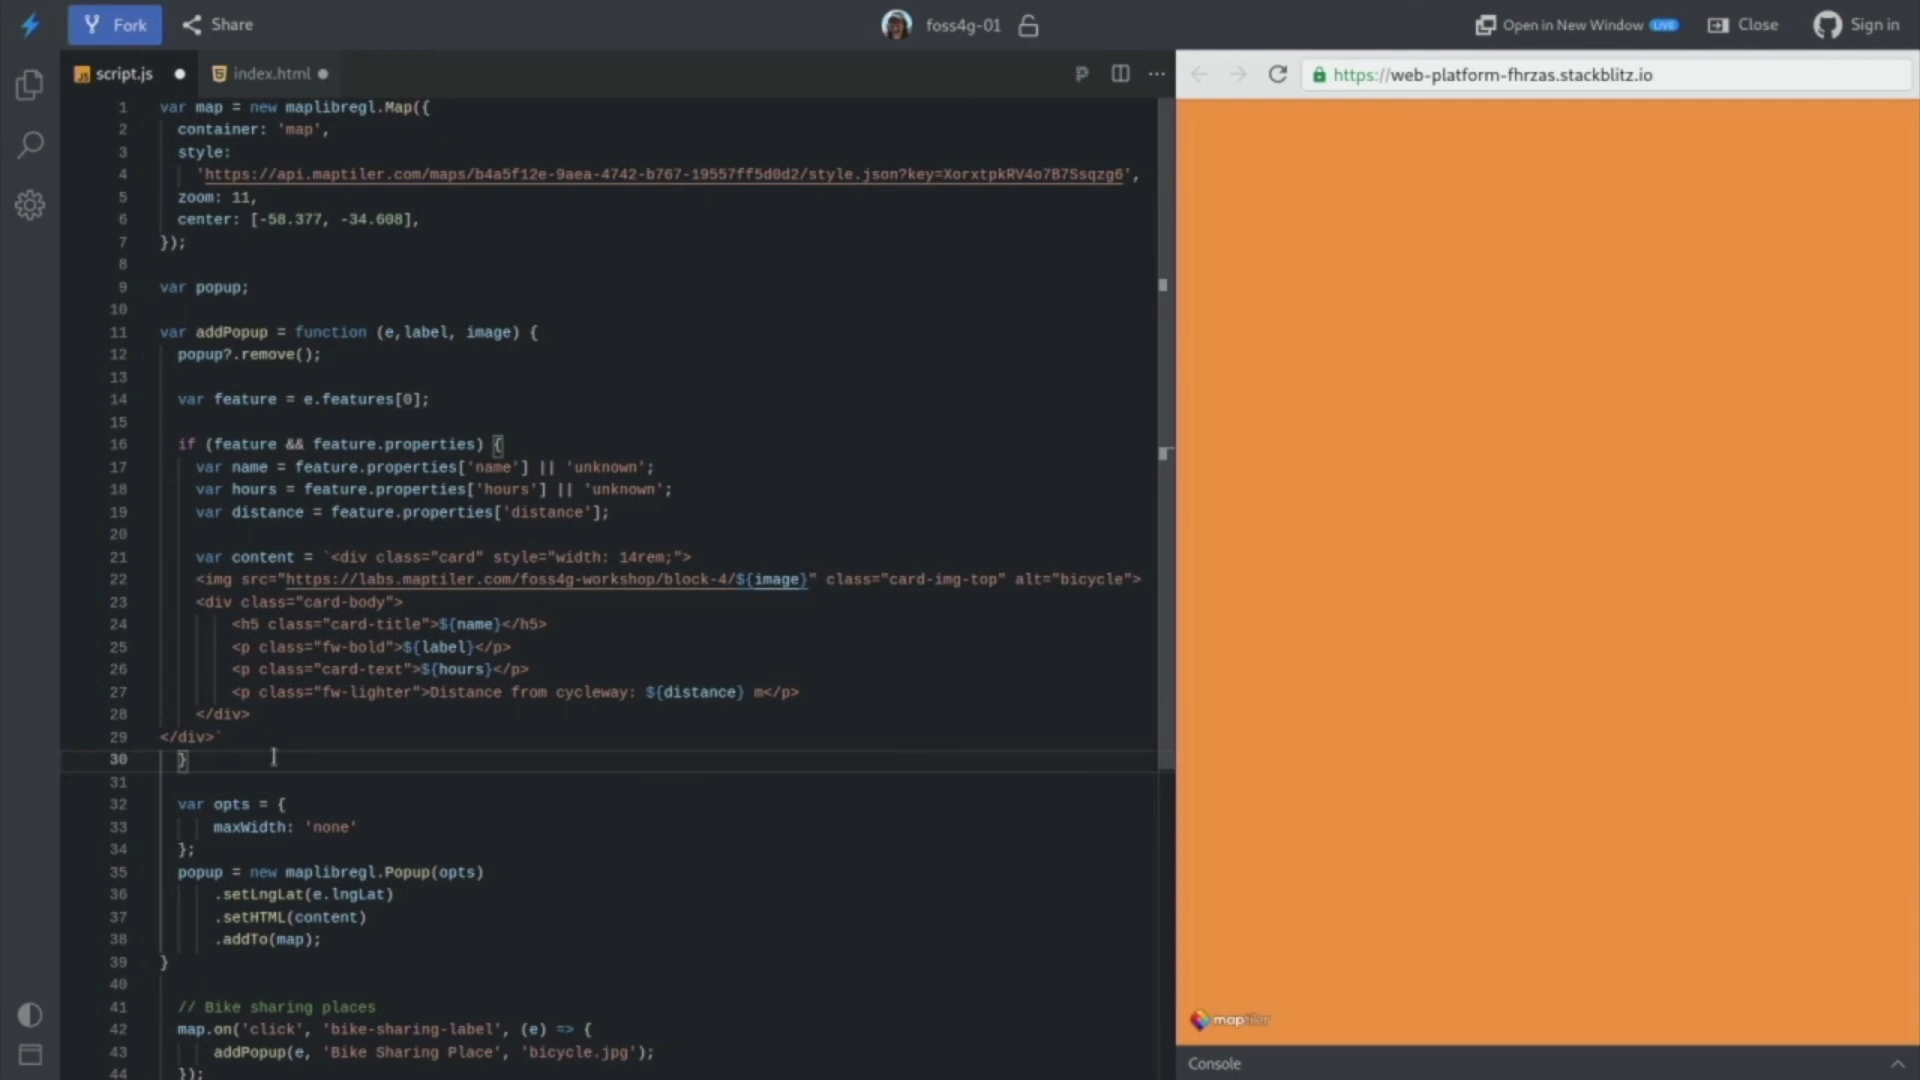 Fork
Share
foss4g-01
Open in New Window LIVE
Close
Sign in
script.js
index.html
https://web-platform-fhrzas.stackblitz.io
1 var map = new maplibregl.Map({
2 container: 'map',
3 style:
4 'https://api.maptiler.com/maps/b4a5f12e-9aea-4742-b767-19557ff5d0d2/style.json?key=XorxtpkRV4o7B7Ssqzg6',
5 zoom: 11,
6 center: [-58.377, -34.608],
7 });
8
9 var popup;
10
11 var addPopup = function (e,label, image) {
12 popup?.remove();
13
14 var feature = e.features[0];
15
16 if (feature && feature.properties) {
17 var name = feature.properties['name'] || 'unknown';
18 var hours = feature.properties['hours'] || 'unknown';
19 var distance = feature.properties['distance'];
20
21 var content = `<div class="card" style="width: 14rem;">
22 <img src="https://labs.maptiler.com/foss4g-workshop/block-4/${image}" class="card-img-top" alt="bicycle">
23 <div class="card-body">
24 <h5 class="card-title">${name}</h5>
25 <p class="fw-bold">${label}</p>
26 <p class="card-text">${hours}</p>
27 <p class="fw-lighter">Distance from cycleway: ${distance} m</p>
28 </div>
29 </div>`
30 }
31
32 var opts = {
33 maxWidth: 'none'
34 };
35 popup = new maplibregl.Popup(opts)
36 .setLngLat(e.lngLat)
37 .setHTML(content)
38 .addTo(map);
39 }
40
41 // Bike sharing places
42 map.on('click', 'bike-sharing-label', (e) => {
43 addPopup(e, 'Bike Sharing Place', 'bicycle.jpg');
44 });
maptiler
Console